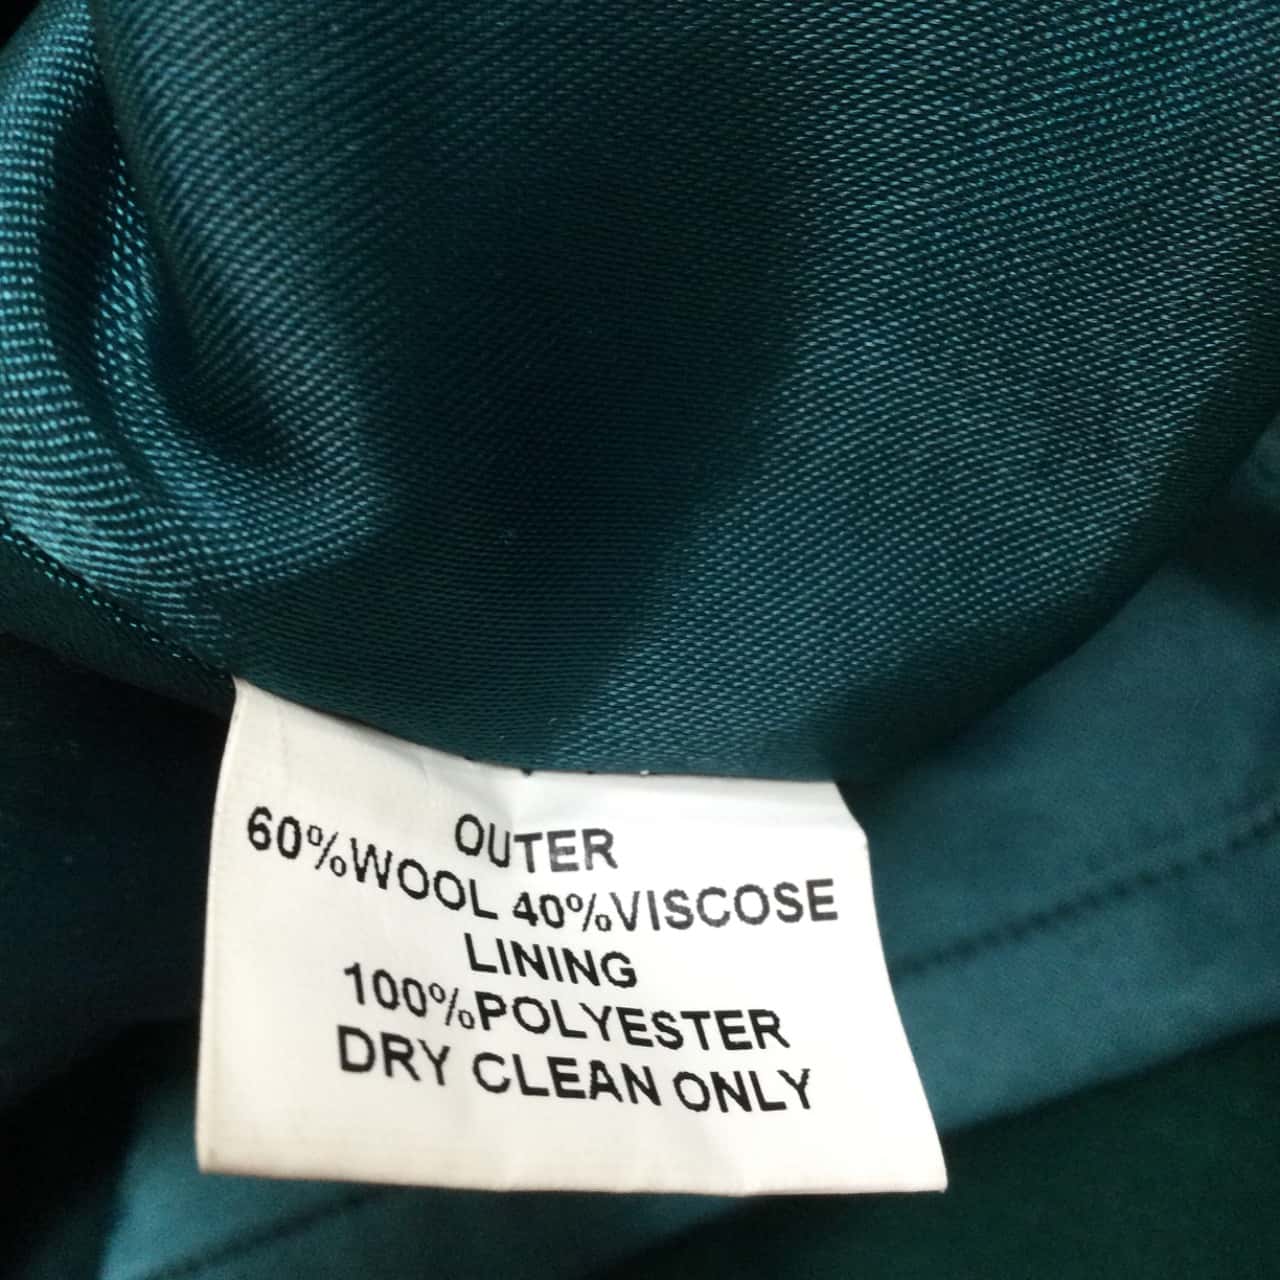 OUTER
60%WOOL 40%VISCOSE
LINING
100%POLYESTER
DRY CLEAN ONLY